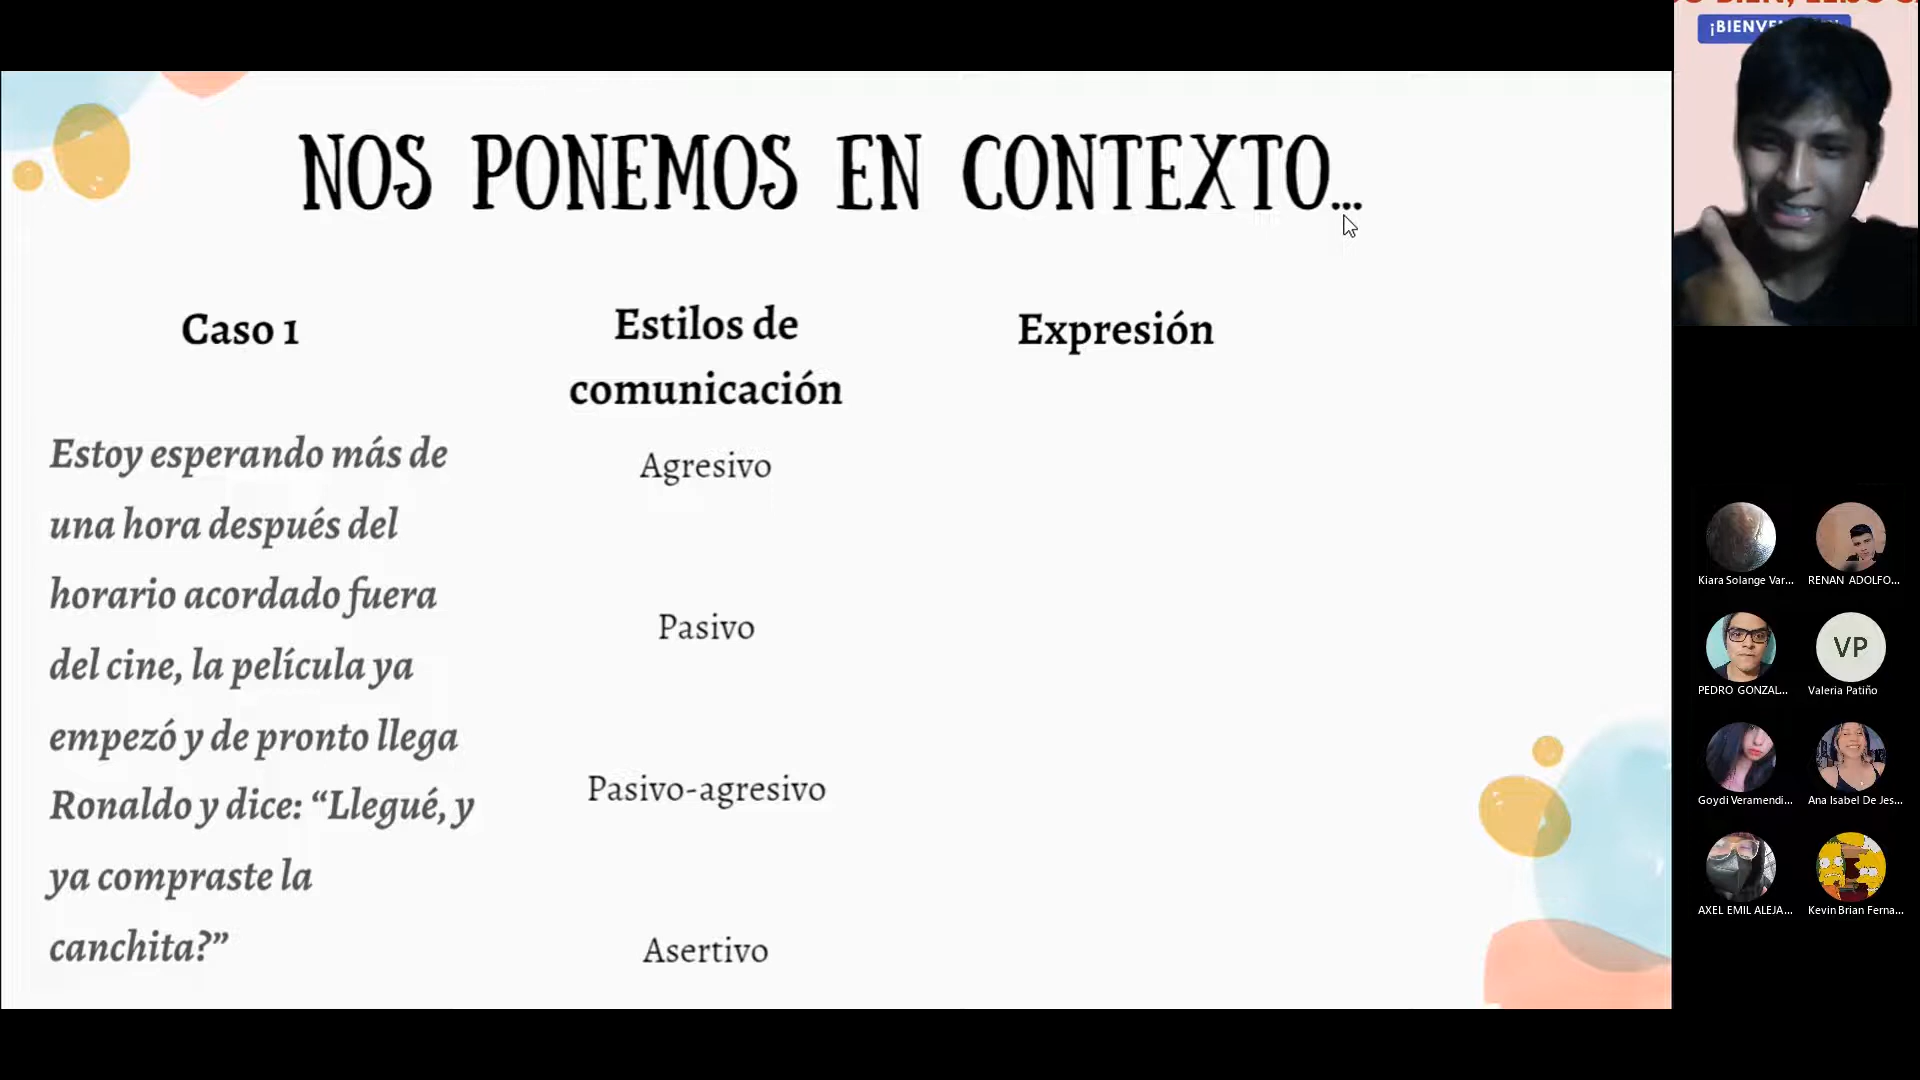 NOS PONEMOS EN CONTEXTO...
Caso 1
Estoy esperando más de
una hora después del
horario acordado fuera
del cine, la película ya
empezó y de pronto llega
Ronaldo y dice: “Llegué, y
ya compraste la
canchita?”
Estilos de
comunicación
Agresivo
Pasivo
Pasivo-agresivo
Asertivo
Expresión
Kiara Solange Var...
RENAN ADOLFO...
PEDRO GONZAL...
VP
Valeria Patiño
Goydi Veramendi...
Ana Isabel De Jes...
AXEL EMIL ALEJA...
Kevin Brian Ferna...